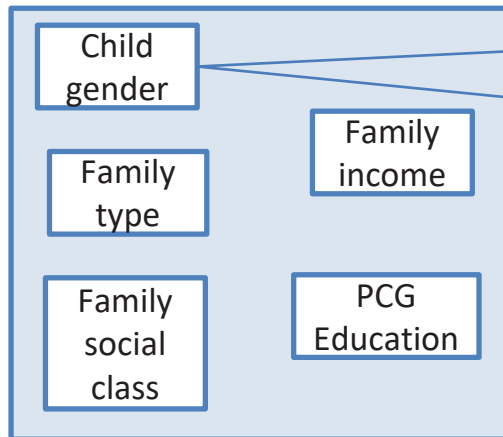 Child
gender
Family
income
Family
type
Family
social
class
PCG
Education